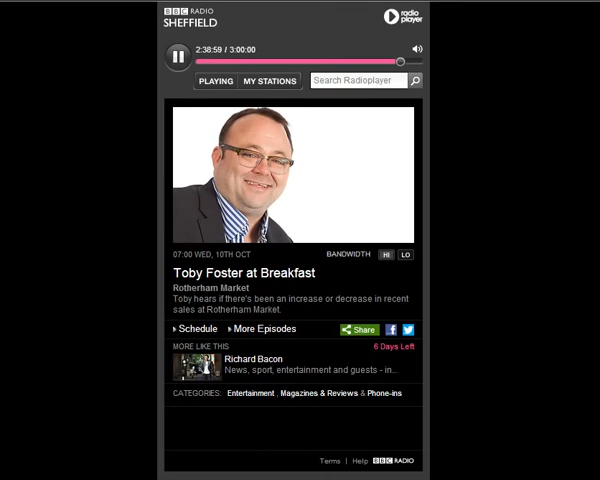 BBC RADIO
SHEFFIELD
radio
player
2:38:59 / 3:00:00
PLAYING
MY STATIONS
Search Radioplayer
07:00 WED, 10TH OCT
BANDWIDTH HI LO
Toby Foster at Breakfast
Rotherham Market
Toby hears if there's been an increase or decrease in recent
sales at Rotherham Market.
Schedule
More Episodes
Share
MORE LIKE THIS
6 Days Left
Richard Bacon
News, sport, entertainment and guests - in...
CATEGORIES: Entertainment , Magazines & Reviews & Phone-ins
Terms | Help BBC RADIO